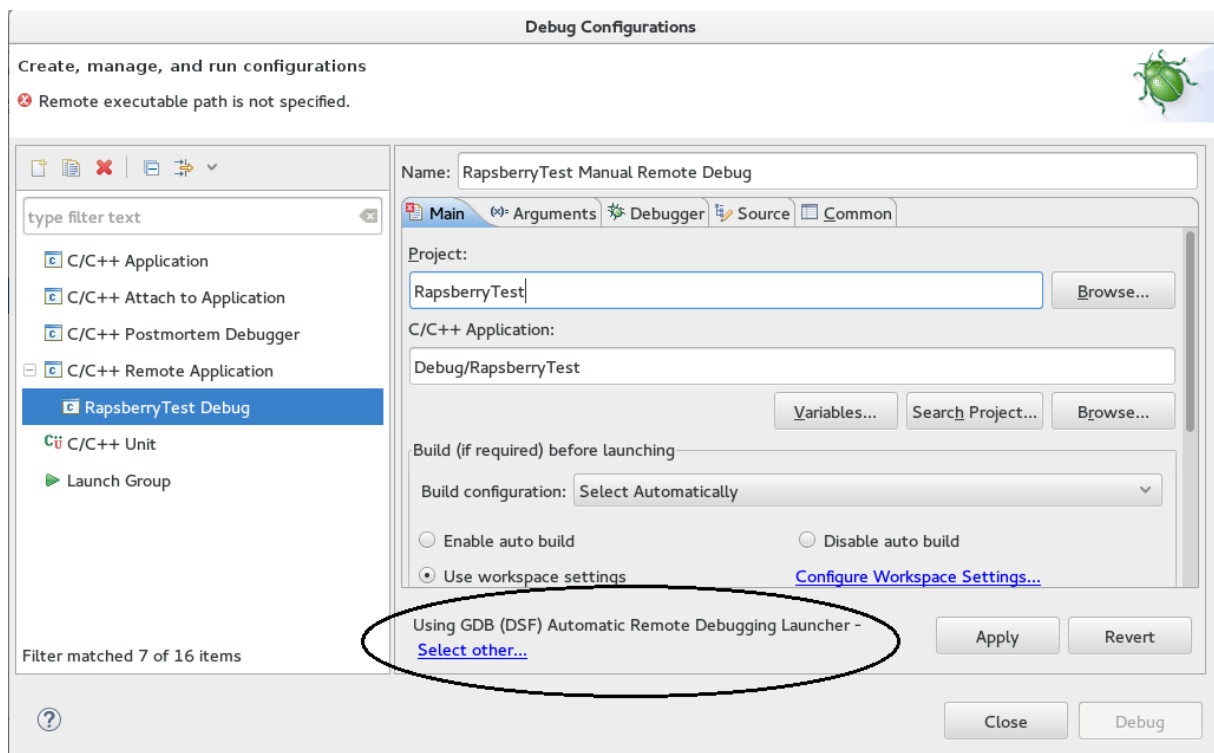 Debug Configurations
Create, manage, and run configurations
Remote executable path is not specified.
type filter text
C/C++ Application
C/C++ Attach to Application
C/C++ Postmortem Debugger
C/C++ Remote Application
RapsberryTest Debug
C/C++ Unit
Launch Group
Filter matched 7 of 16 items
Name: RapsberryTest Manual Remote Debug
Main (x)= Arguments Debugger Source Common
Project:
RapsberryTest Browse...
C/C++ Application:
Debug/RapsberryTest
Variables... Search Project... Browse...
Build (if required) before launching
Build configuration: Select Automatically
Enable auto build Disable auto build
Use workspace settings Configure Workspace Settings...
Using GDB (DSF) Automatic Remote Debugging Launcher -
Select other...
Apply Revert
Close Debug